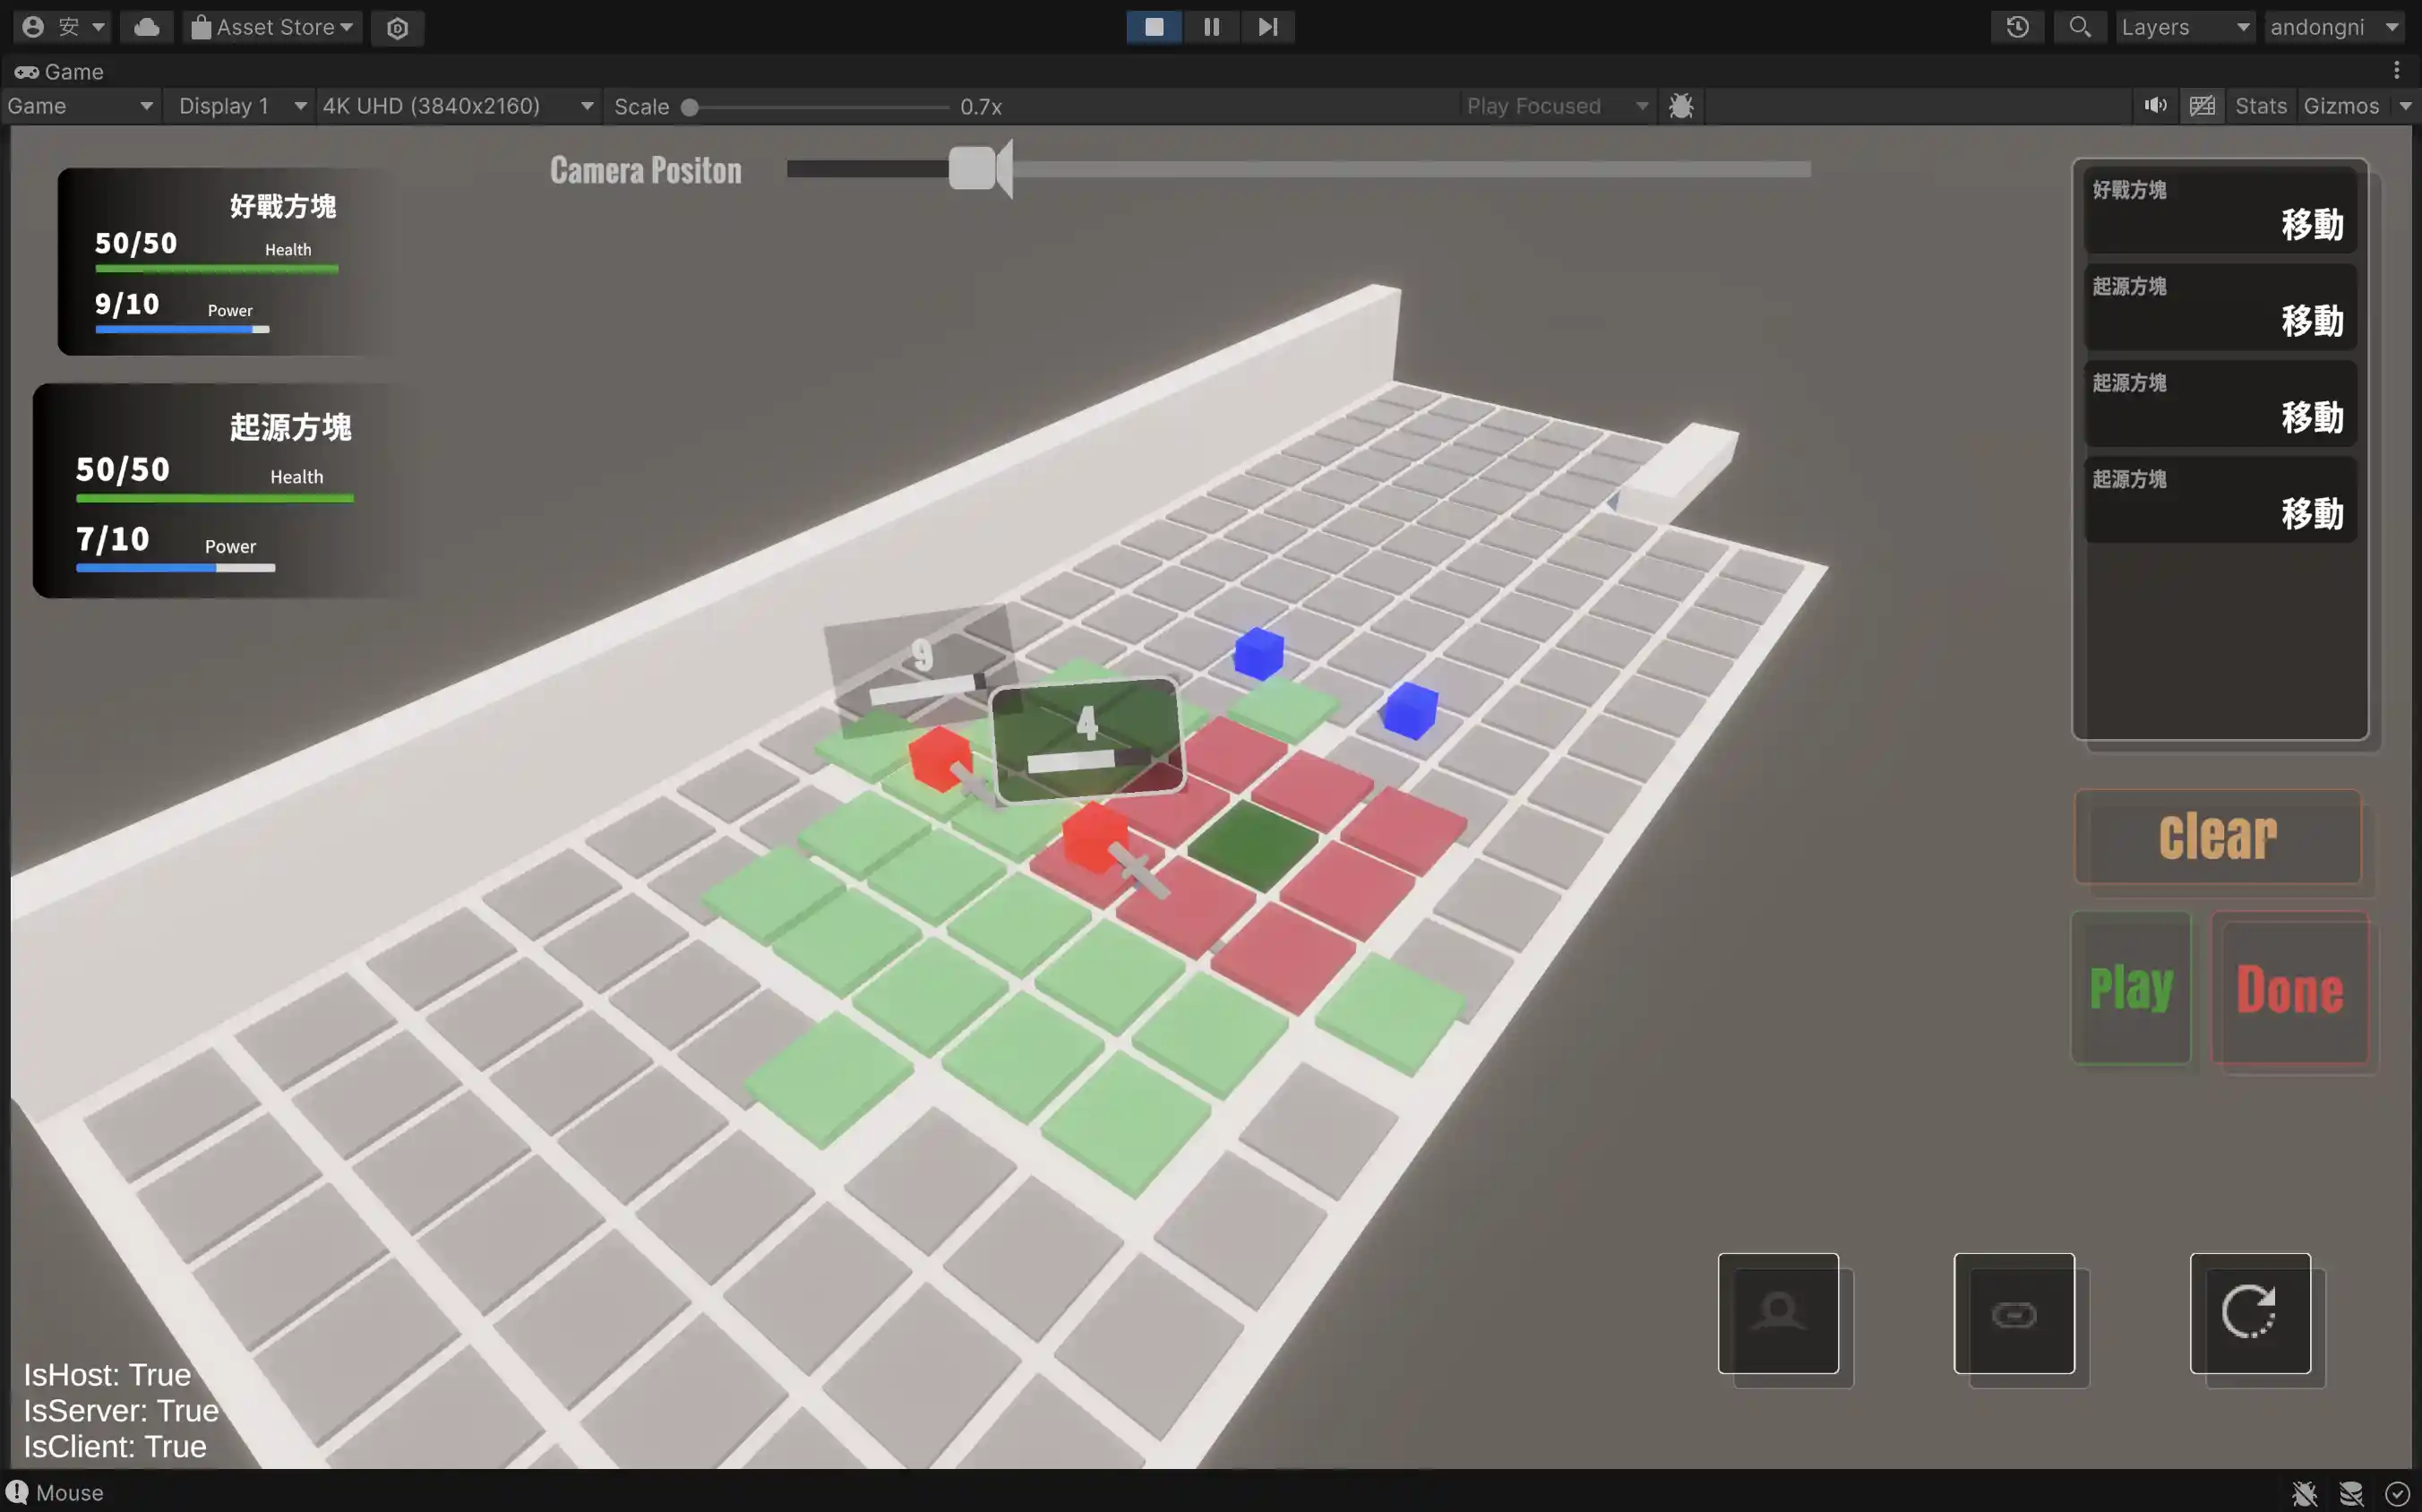 安
Asset Store
Layers
andongni
Game
Game
Display 1
4K UHD (3840x2160)
Scale
0.7x
Play Focused
Stats
Gizmos
Camera Positon
好戰方塊
50/50
Health
9/10
Power
起源方塊
50/50
Health
7/10
Power
9
4
好戰方塊
移動
起源方塊
移動
起源方塊
移動
起源方塊
移動
Clear
Play
Done
IsHost: True
IsServer: True
IsClient: True
Mouse